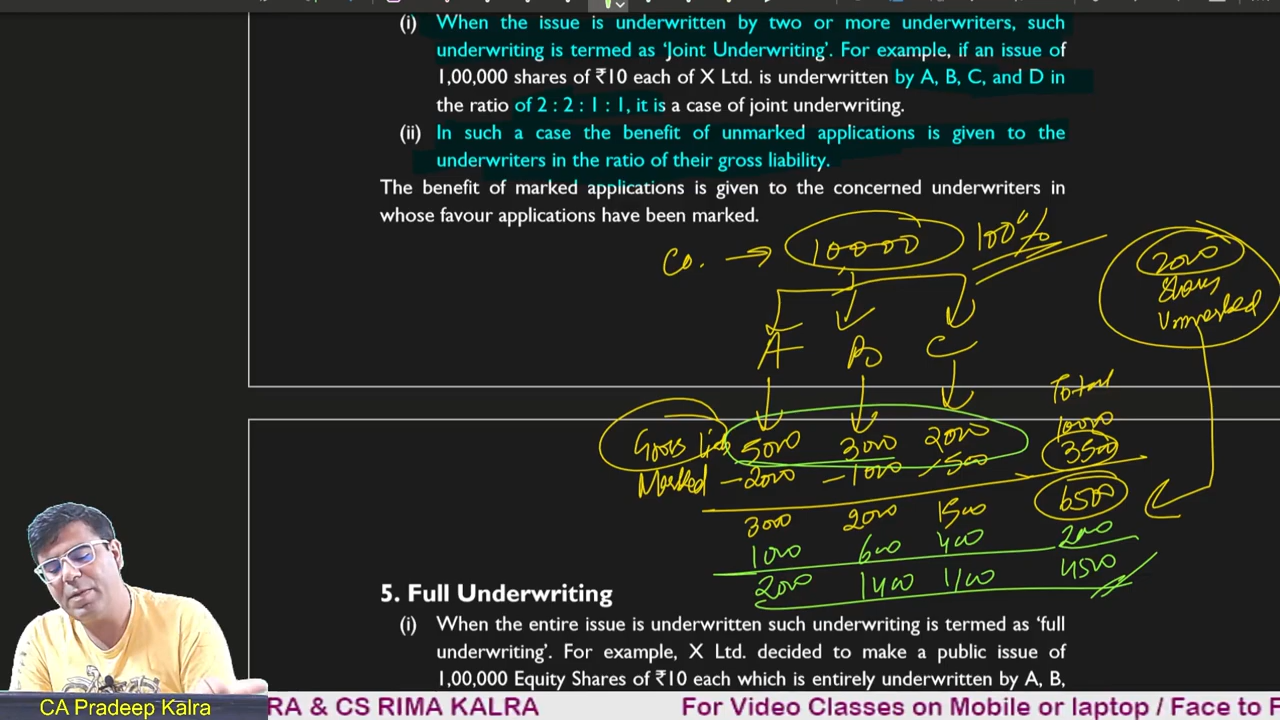 (i) When the issue is underwritten by two or more underwriters, such
underwriting is termed as ‘Joint Underwriting’. For example, if an issue of
1,00,000 shares of ₹10 each of X Ltd. is underwritten by A, B, C, and D in
the ratio of 2 : 2 : 1 : 1, it is a case of joint underwriting.
(ii) In such a case the benefit of unmarked applications is given to the
underwriters in the ratio of their gross liability.
The benefit of marked applications is given to the concerned underwriters in
whose favour applications have been marked.
Co. → 10000 100%
2000
Shares
Unmarked
A B C
Total
10000
Gross liab 5000 3000 2000
3500
Marked -2000 -1000 -500
3000 2000 1500 6500
1000 600 400 2000
2000 1400 1100 4500
5. Full Underwriting
(i) When the entire issue is underwritten such underwriting is termed as ‘full
underwriting’. For example, X Ltd. decided to make a public issue of
1,00,000 Equity Shares of ₹10 each which is entirely underwritten by A, B,
CA Pradeep Kalra
RA & CS RIMA KALRA For Video Classes on Mobile or laptop / Face to F